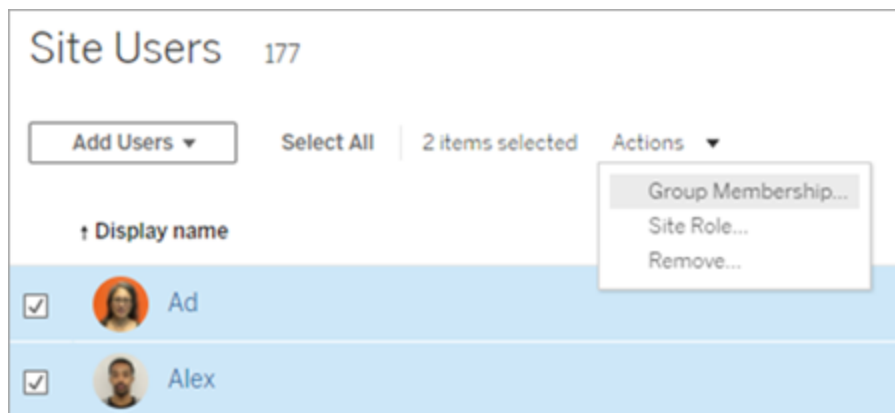 Site Users 177
Add Users ▾ Select All 2 items selected Actions ▾
Group Membership...
Site Role...
Remove...
↑ Display name
Ad
Alex